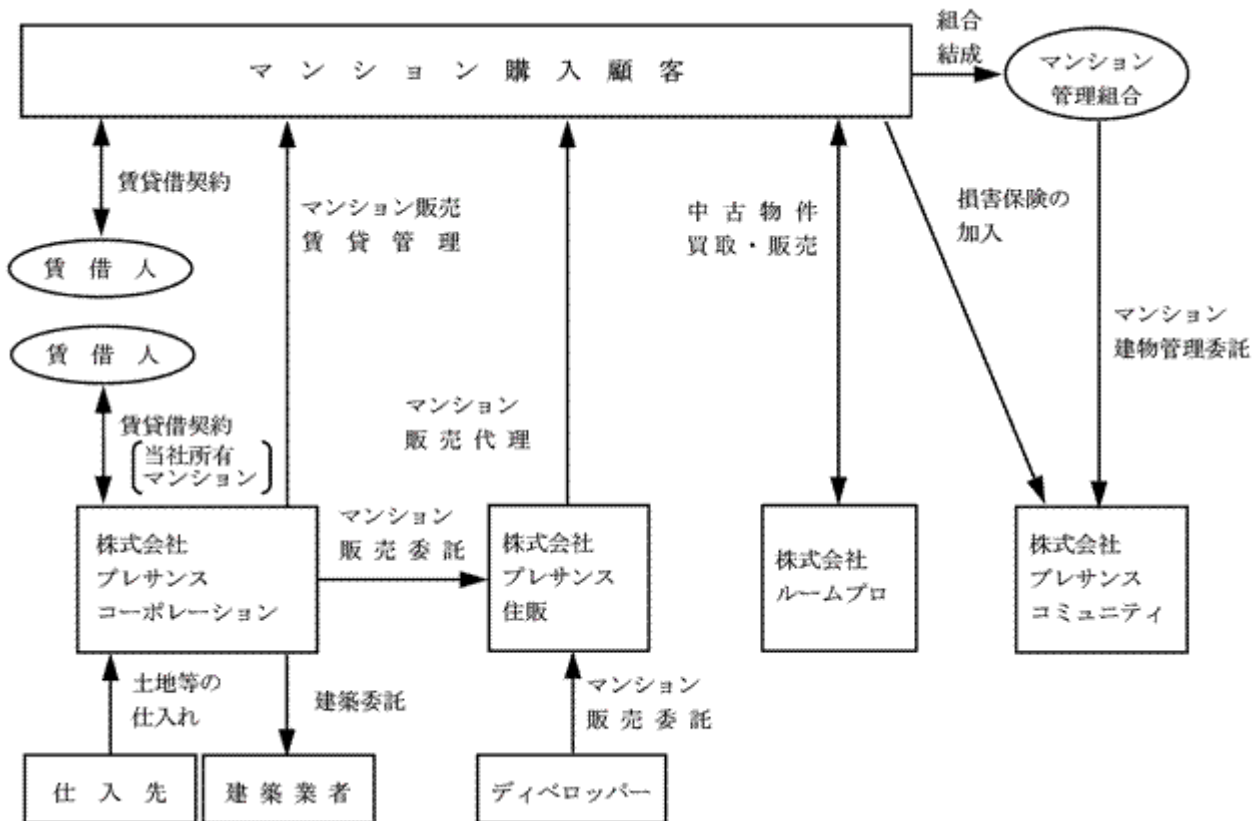 マンション購入顧客
組合
結成
マンション
管理組合
賃貸借契約
マンション販売
賃貸管理
中古物件
買取・販売
損害保険の
加入
賃借人
賃借人
マンション
建物管理委託
賃貸借契約
当社所有
マンション
マンション
販売代理
マンション
販売委託
株式会社
プレサンス
コーポレーション
株式会社
プレサンス
住販
株式会社
ルームプロ
株式会社
プレサンス
コミュニティ
土地等の
仕入れ
建築委託
マンション
販売委託
仕入先
建築業者
ディベロッパー